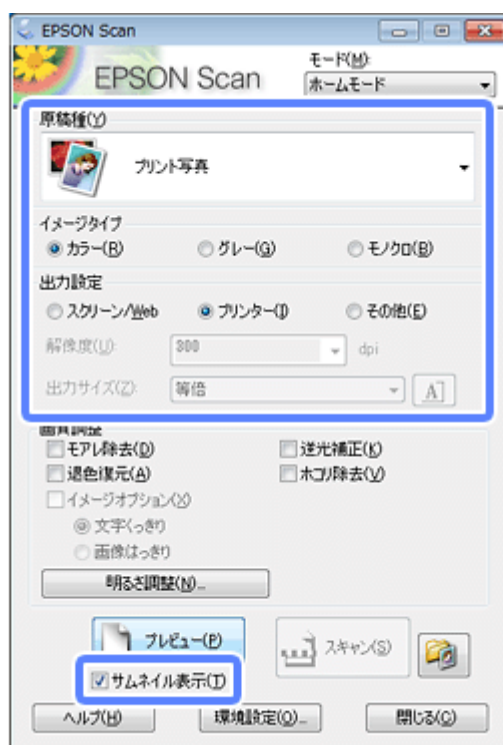 EPSON Scan
EPSON Scan
モード(M):
ホームモード
原稿種(Y)
プリント写真
イメージタイプ
カラー(R) グレー(G) モノクロ(B)
出力設定
スクリーン/Web プリンター(I) その他(E)
解像度(U): 300 dpi
出力サイズ(Z): 等倍
画質調整
モアレ除去(D) 逆光補正(K)
退色復元(A) ホコリ除去(V)
イメージオプション(X)
文字くっきり
画像はっきり
明るさ調整(N)...
プレビュー(P) スキャン(S)
サムネイル表示(T)
ヘルプ(H) 環境設定(O)... 閉じる(C)